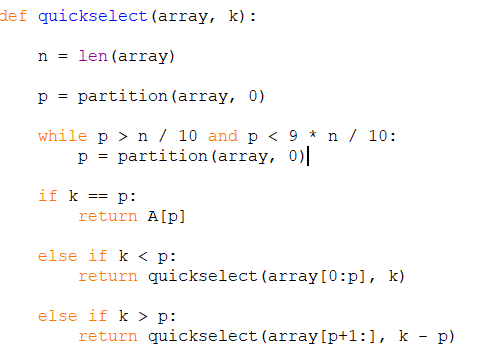 def quickselect(array, k):
n = len(array)
p = partition(array, 0)
while p > n / 10 and p < 9 * n / 10:
p = partition(array, 0)
if k == p:
return A[p]
else if k < p:
return quickselect(array[0:p], k)
else if k > p:
return quickselect(array[p+1:], k - p)